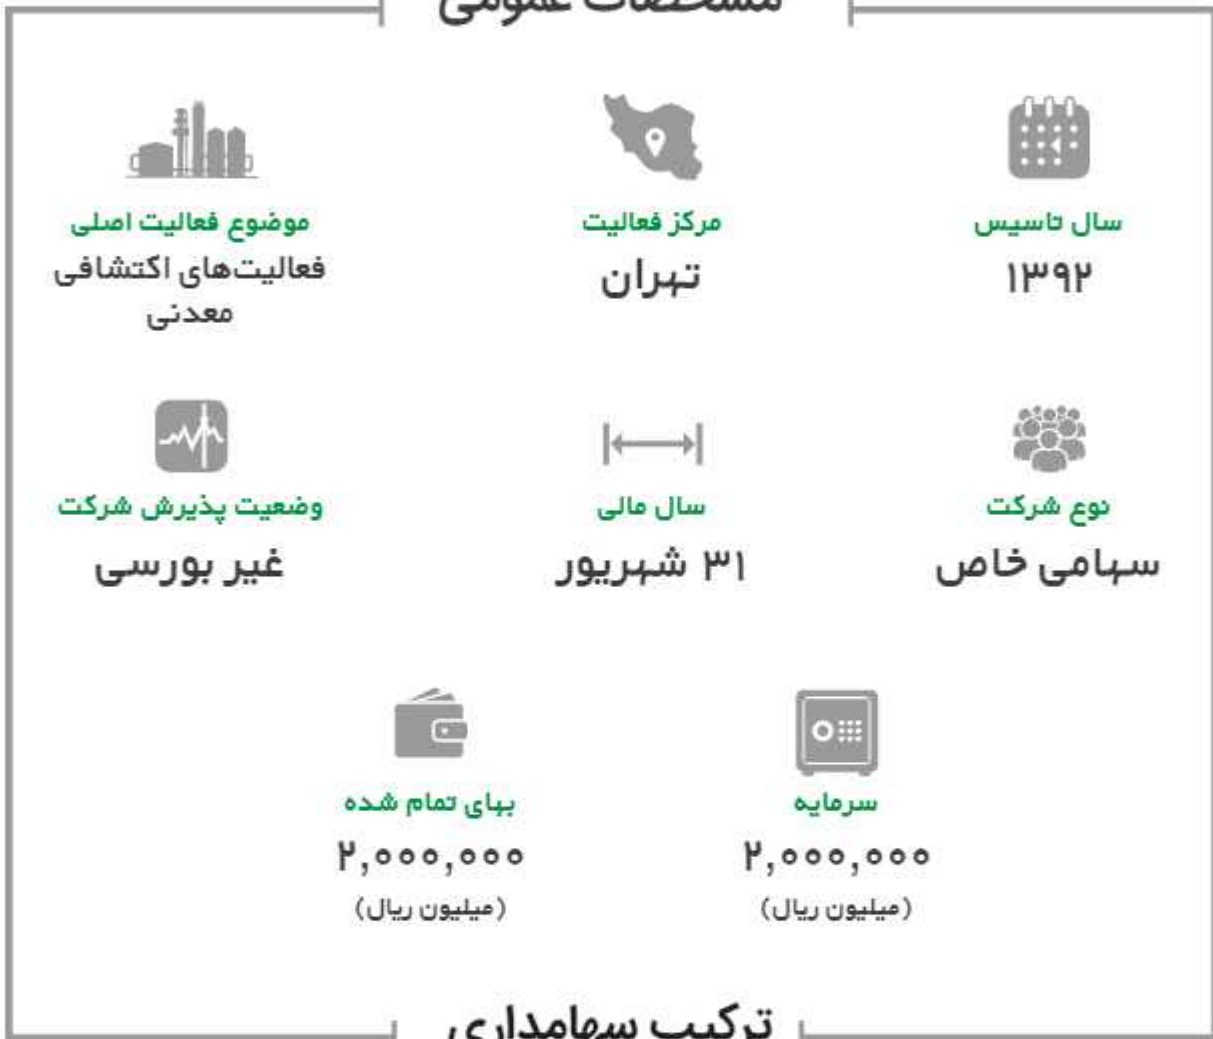 مشخصات عمومی
سال تاسیس
۱۳۹۲
مرکز فعالیت
تهران
موضوع فعالیت اصلی
فعالیت‌های اکتشافی
معدنی
نوع شرکت
سهامی خاص
سال مالی
۳۱ شهریور
وضعیت پذیرش شرکت
غیر بورسی
سرمایه
۲,۰۰۰,۰۰۰
(میلیون ریال)
بهای تمام شده
۲,۰۰۰,۰۰۰
(میلیون ریال)
ترکیب سهامداری